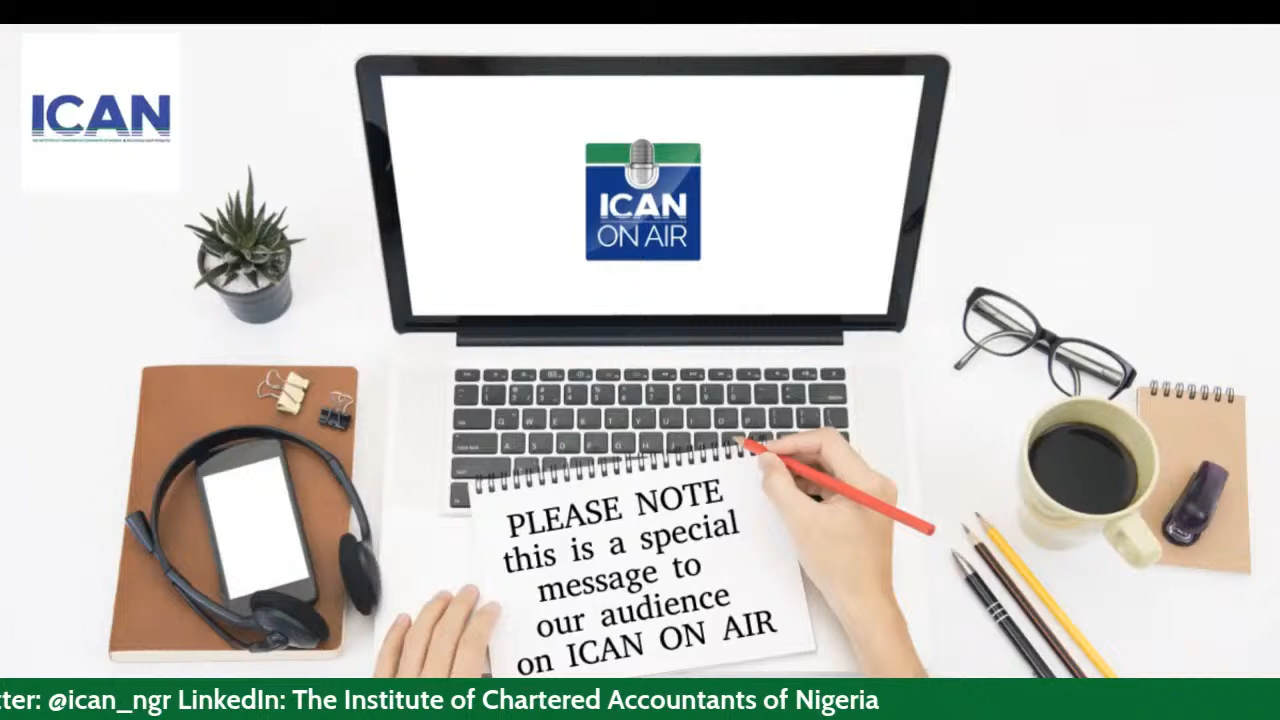 ICAN
ICAN
ON AIR
PLEASE NOTE
this is a special
message to
our audience
on ICAN ON AIR
tter: @ican_ngr LinkedIn: The Institute of Chartered Accountants of Nigeria